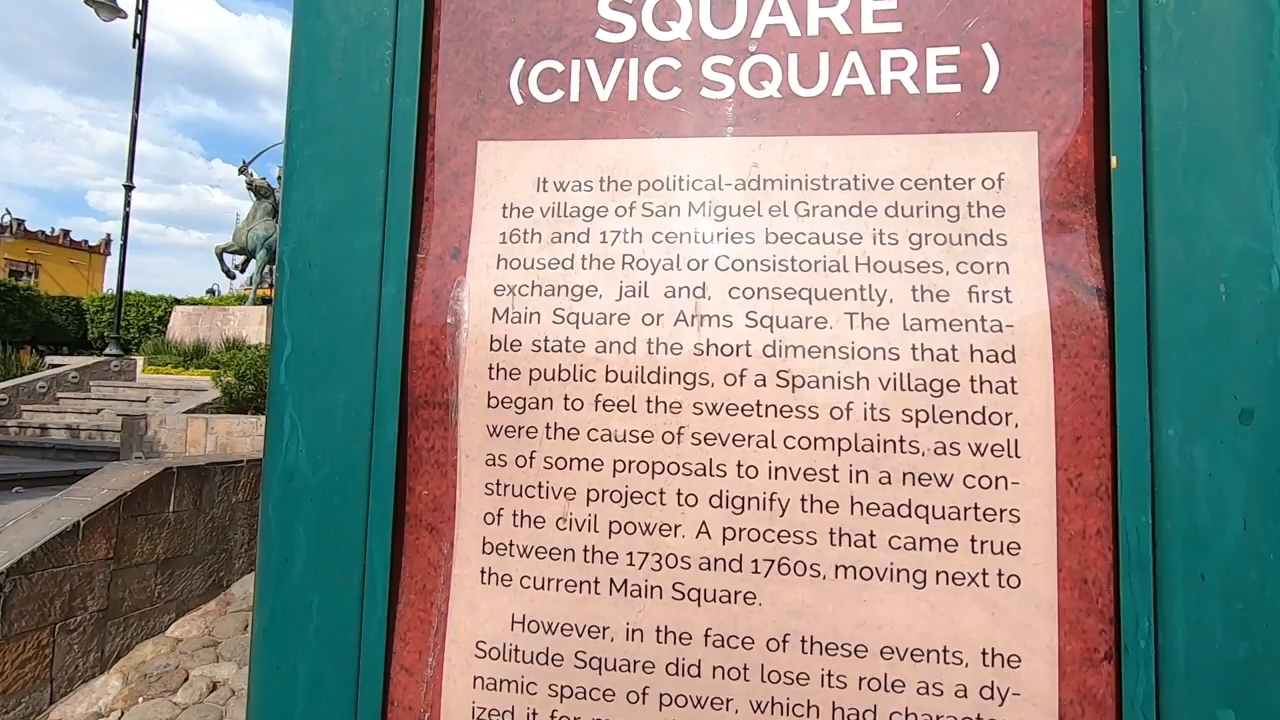 SQUARE
(CIVIC SQUARE )
It was the political-administrative center of
the village of San Miguel el Grande during the
16th and 17th centuries because its grounds
housed the Royal or Consistorial Houses, corn
exchange, jail and, consequently, the first
Main Square or Arms Square. The lamenta-
ble state and the short dimensions that had
the public buildings, of a Spanish village that
began to feel the sweetness of its splendor,
were the cause of several complaints, as well
as of some proposals to invest in a new con-
structive project to dignify the headquarters
of the civil power. A process that came true
between the 1730s and 1760s, moving next to
the current Main Square.
However, in the face of these events, the
Solitude Square did not lose its role as a dy-
namic space of power, which had character-
ized it for